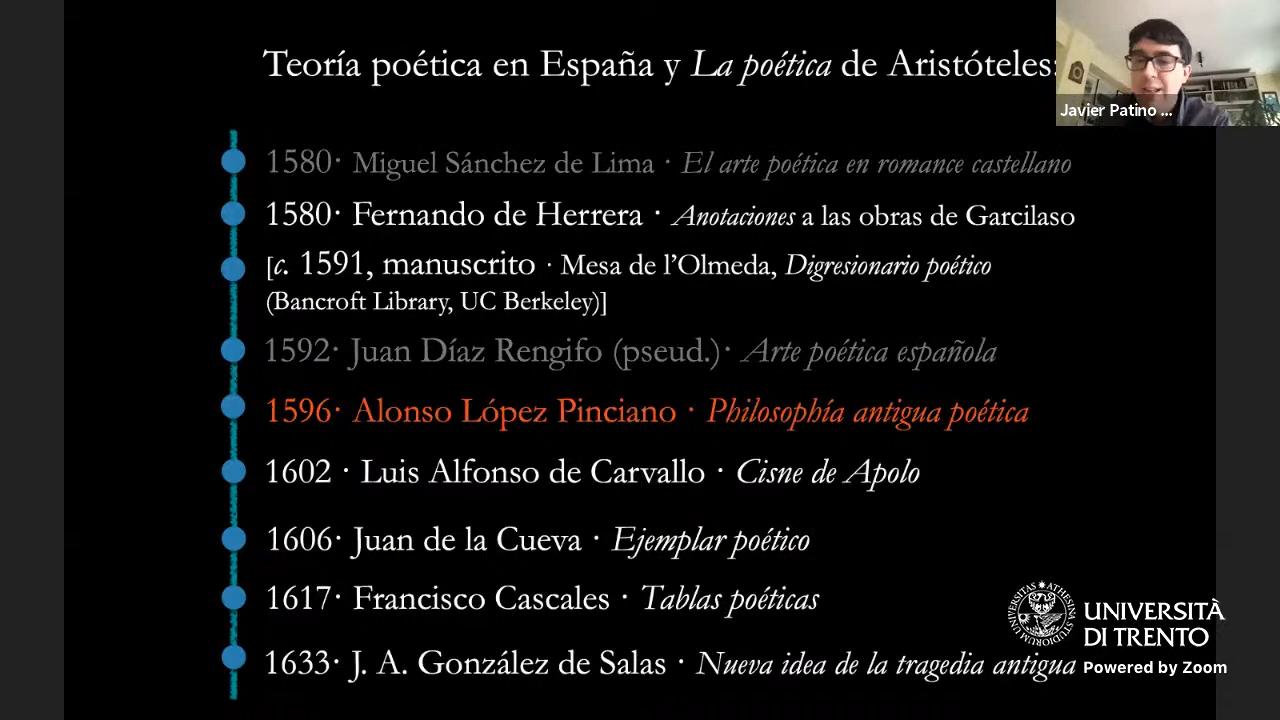 Teoría poética en España y La poética de Aristóteles:
Javier Patino ...
1580· Miguel Sánchez de Lima · El arte poética en romance castellano
1580· Fernando de Herrera · Anotaciones a las obras de Garcilaso
[c. 1591, manuscrito · Mesa de l’Olmeda, Digresionario poético
(Bancroft Library, UC Berkeley)]
1592· Juan Díaz Rengifo (pseud.)· Arte poética española
1596· Alonso López Pinciano · Philosophía antigua poética
1602 · Luis Alfonso de Carvallo · Cisne de Apolo
1606· Juan de la Cueva · Ejemplar poético
1617· Francisco Cascales · Tablas poéticas
1633· J. A. González de Salas · Nueva idea de la tragedia antigua
UNIVERSITÀ
DI TRENTO
Powered by Zoom